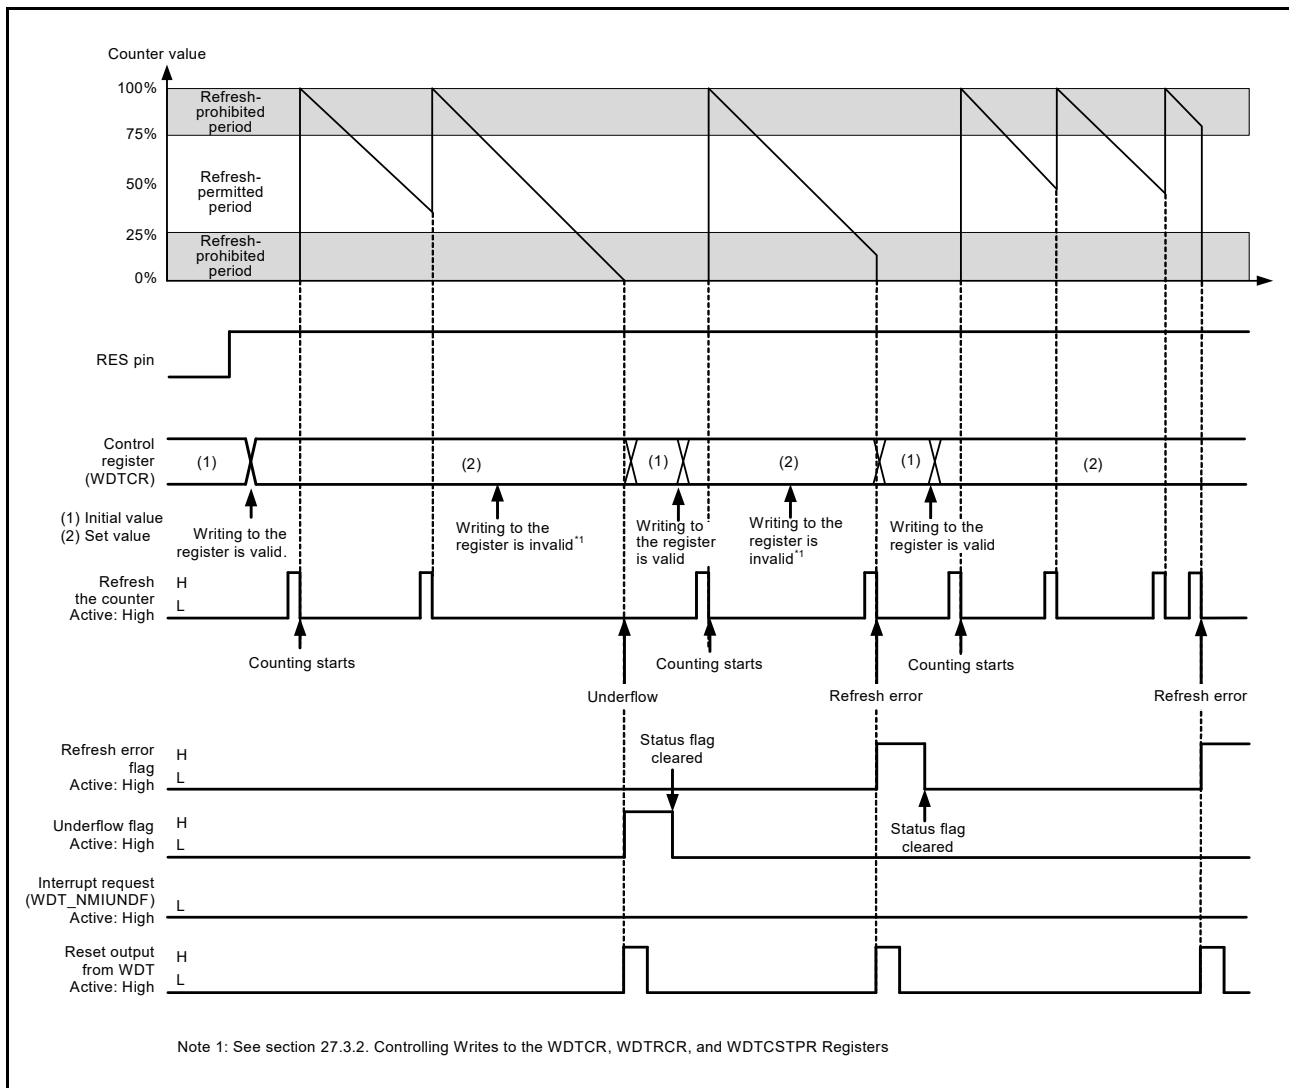 Counter value
100%
Refresh-
prohibited
period
75%
50%
Refresh-
permitted
period
25%
Refresh-
prohibited
period
0%
RES pin
Control
register
(WDTCR)
(1)
(2)
(1)
(2)
(1)
(2)
(1) Initial value
(2) Set value
Writing to the
register is valid.
Writing to the
register is invalid*1
Writing to
the register
is valid
Writing to the
register is
invalid*1
Writing to the
register is valid
Refresh
the counter
Active: High
H
L
Counting starts
Counting starts
Counting starts
Underflow
Refresh error
Refresh error
Refresh error
flag
Active: High
H
L
Status flag
cleared
Underflow flag
Active: High
H
L
Status flag
cleared
Interrupt request
(WDT_NMIUNDF)
Active: High
L
Reset output
from WDT
Active: High
H
L
Note 1: See section 27.3.2. Controlling Writes to the WDTCR, WDTRCR, and WDTCSTPR Registers